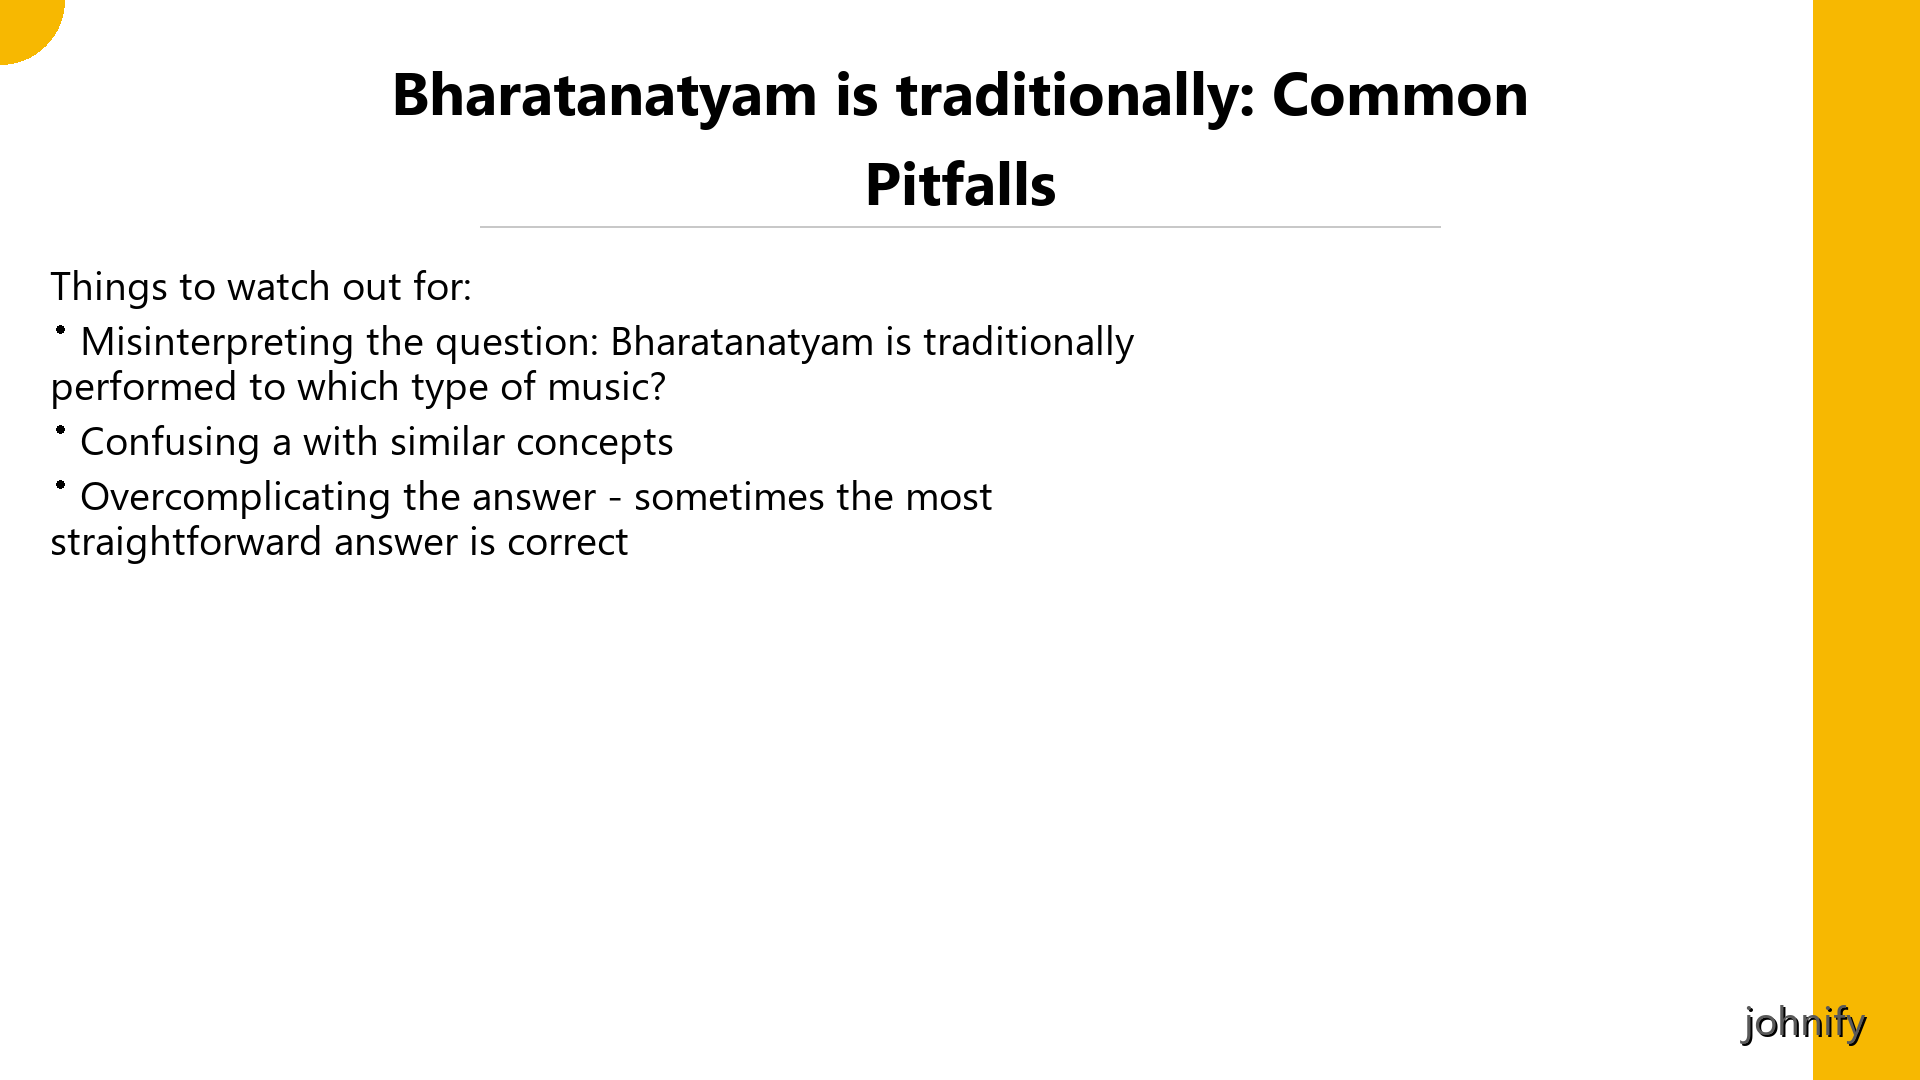 Bharatanatyam is traditionally: Common
Pitfalls
Things to watch out for:
• Misinterpreting the question: Bharatanatyam is traditionally
performed to which type of music?
• Confusing a with similar concepts
• Overcomplicating the answer - sometimes the most
straightforward answer is correct
johnify